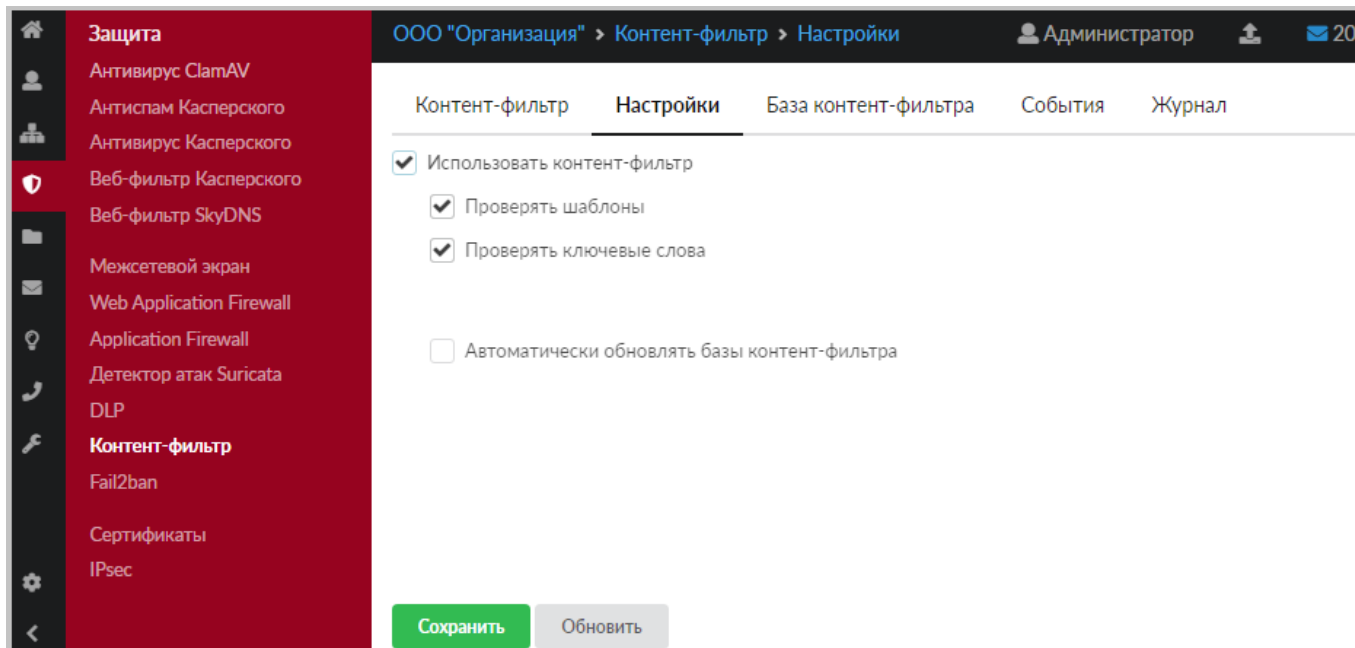 Защита
Антивирус ClamAV
Антиспам Касперского
Антивирус Касперского
Веб-фильтр Касперского
Веб-фильтр SkyDNS
Межсетевой экран
Web Application Firewall
Application Firewall
Детектор атак Suricata
DLP
Контент-фильтр
Fail2ban
Сертификаты
IPsec
ООО "Организация" > Контент-фильтр > Настройки
Администратор
20
Контент-фильтр Настройки База контент-фильтра События Журнал
Использовать контент-фильтр
Проверять шаблоны
Проверять ключевые слова
Автоматически обновлять базы контент-фильтра
Сохранить Обновить